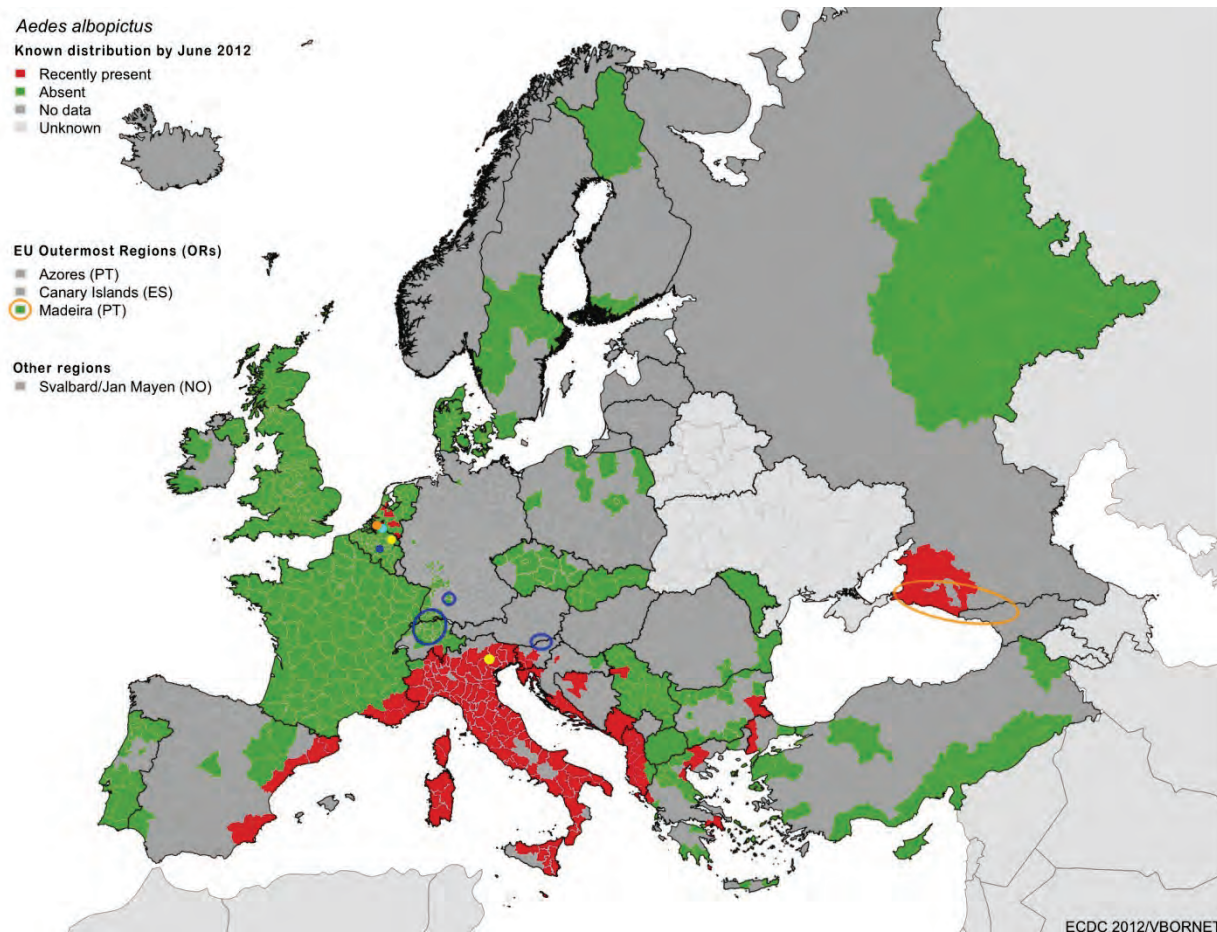 Aedes albopictus
Known distribution by June 2012
Recently present
Absent
No data
Unknown
EU Outermost Regions (ORs)
Azores (PT)
Canary Islands (ES)
Madeira (PT)
Other regions
Svalbard/Jan Mayen (NO)
ECDC 2012/VBORNET